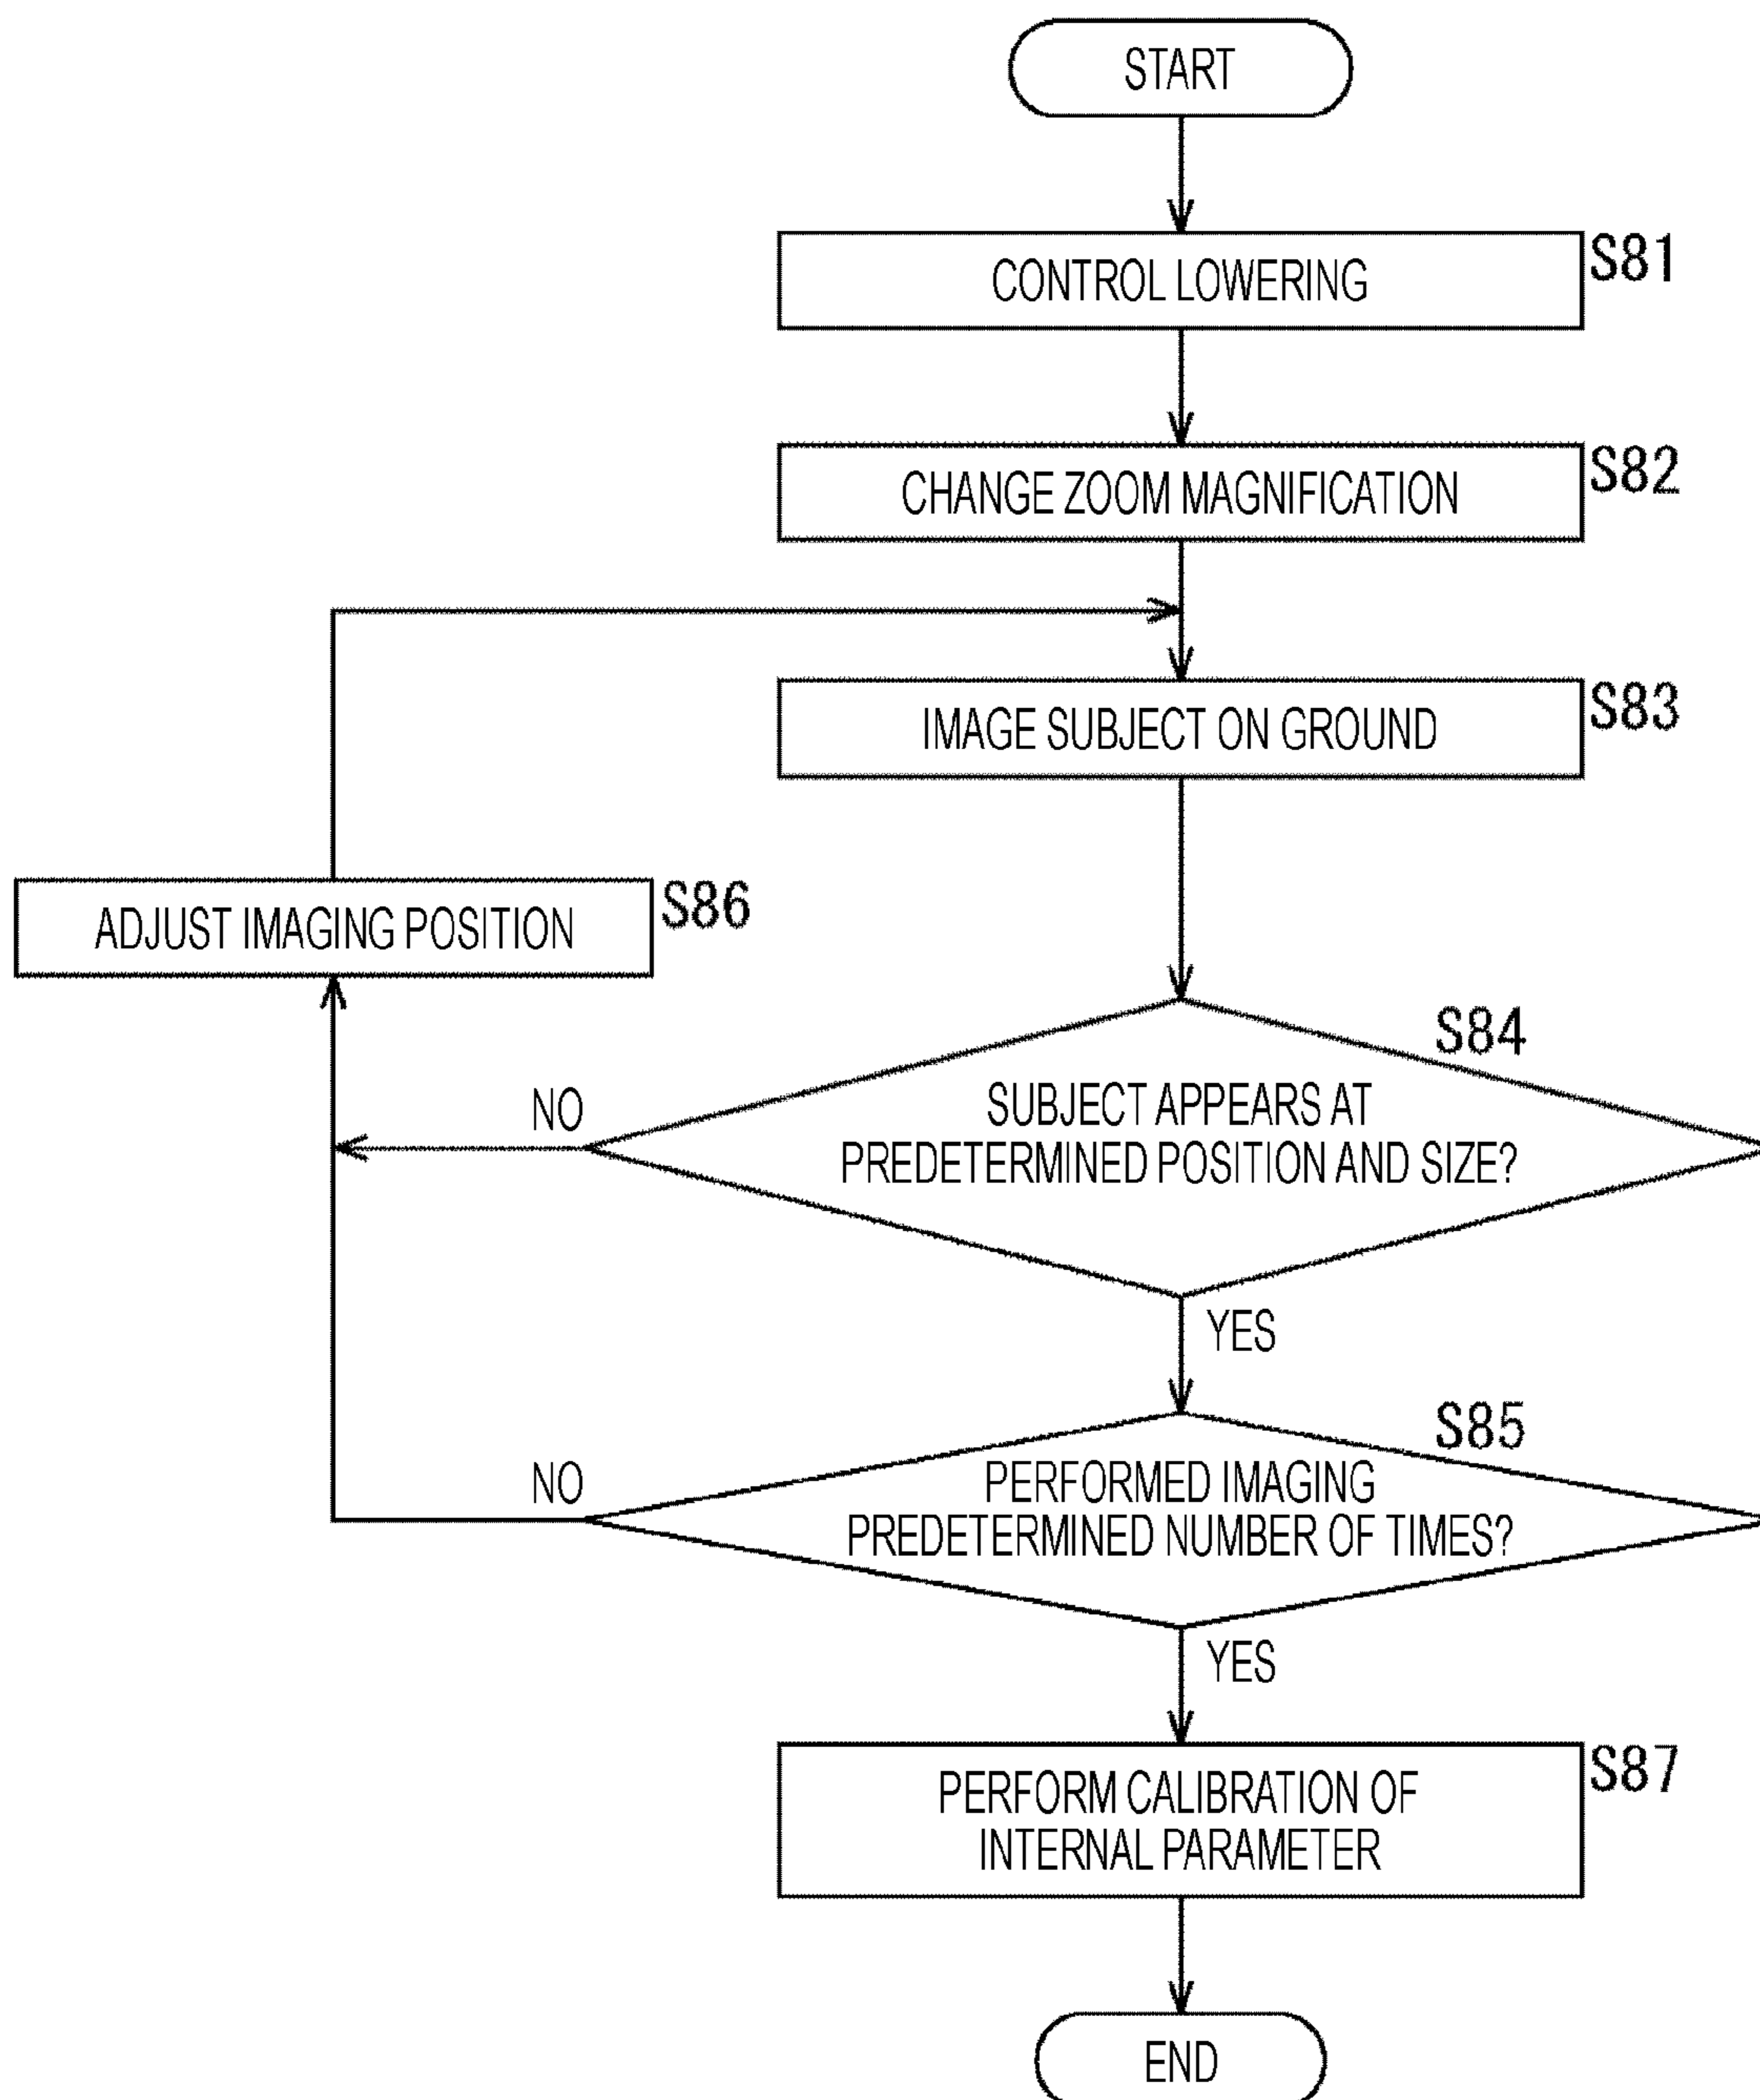 START
CONTROL LOWERING
S81
CHANGE ZOOM MAGNIFICATION
S82
IMAGE SUBJECT ON GROUND
S83
ADJUST IMAGING POSITION
S86
S84
SUBJECT APPEARS AT
PREDETERMINED POSITION AND SIZE?
NO
YES
S85
PERFORMED IMAGING
PREDETERMINED NUMBER OF TIMES?
NO
YES
PERFORM CALIBRATION OF
INTERNAL PARAMETER
S87
END